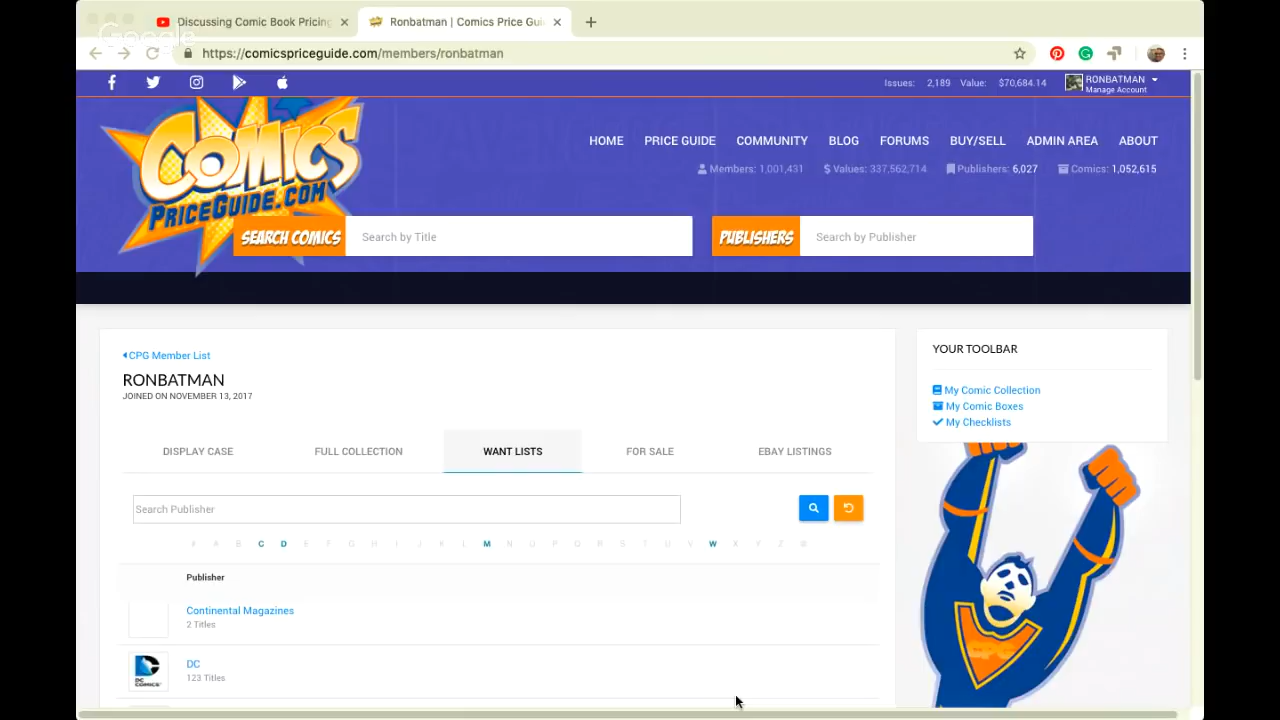 Discussing Comic Book Pricing
Ronbatman | Comics Price Gui
Google
https://comicspriceguide.com/members/ronbatman
Issues: 2,189 Value: $70,684.14
RONBATMAN
Manage Account
COMICS
PRICEGUIDE.COM
HOME PRICE GUIDE COMMUNITY BLOG FORUMS BUY/SELL ADMIN AREA ABOUT
Members: 1,001,431 Values: 337,562,714 Publishers: 6,027 Comics: 1,052,615
SEARCH COMICS Search by Title PUBLISHERS Search by Publisher
CPG Member List
RONBATMAN
JOINED ON NOVEMBER 13, 2017
YOUR TOOLBAR
My Comic Collection
My Comic Boxes
My Checklists
DISPLAY CASE FULL COLLECTION WANT LISTS FOR SALE EBAY LISTINGS
Search Publisher
# A B C D E F G H I J K L M N O P Q R S T U V W X Y Z
Publisher
Continental Magazines
2 Titles
DC COMICS
DC
123 Titles